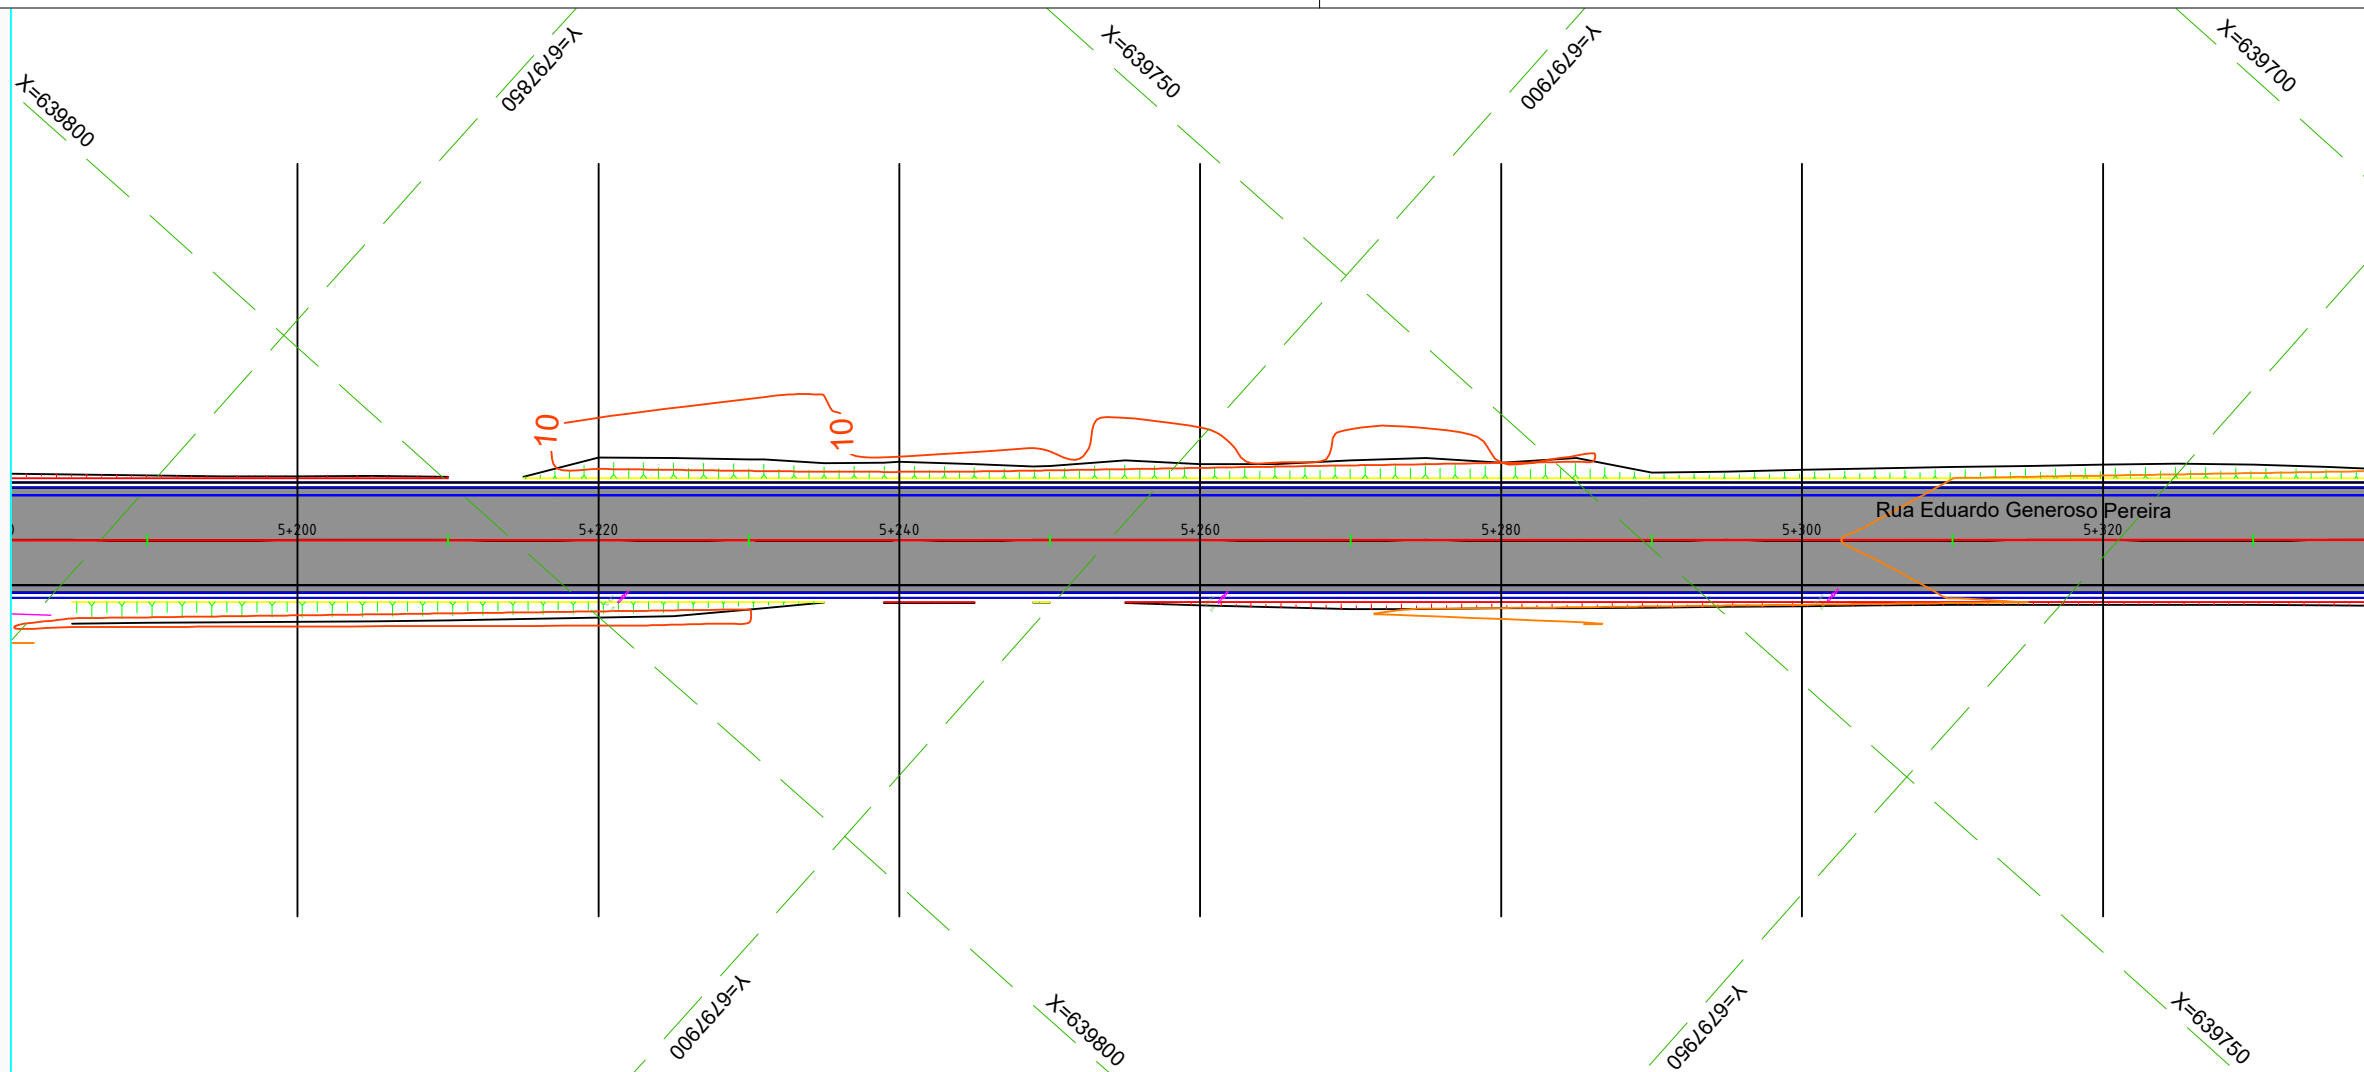 X=639800
Y=6797850
X=639750
Y=6797900
X=639700
10
10
5+200
5+220
5+240
5+260
5+280
5+300
5+320
Rua Eduardo Generoso Pereira
Y=6797900
X=639800
Y=6797950
X=639750